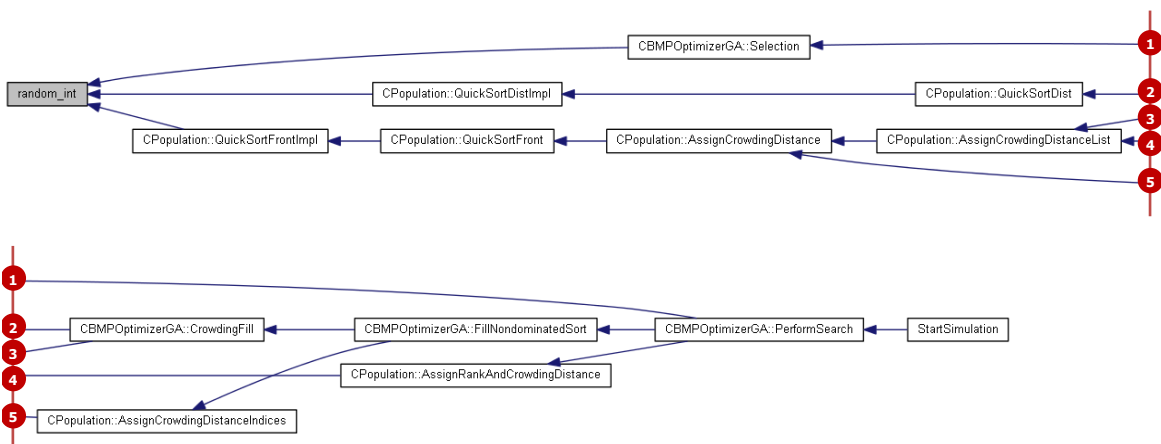 CBMPOptimizerGA::Selection
1
random_int
CPopulation::QuickSortDistImpl
CPopulation::QuickSortDist
2
3
CPopulation::QuickSortFrontImpl
CPopulation::QuickSortFront
CPopulation::AssignCrowdingDistance
CPopulation::AssignCrowdingDistanceList
4
5
1
2
CBMPOptimizerGA::CrowdingFill
CBMPOptimizerGA::FillNondominatedSort
CBMPOptimizerGA::PerformSearch
StartSimulation
3
4
CPopulation::AssignRankAndCrowdingDistance
5
CPopulation::AssignCrowdingDistanceIndices